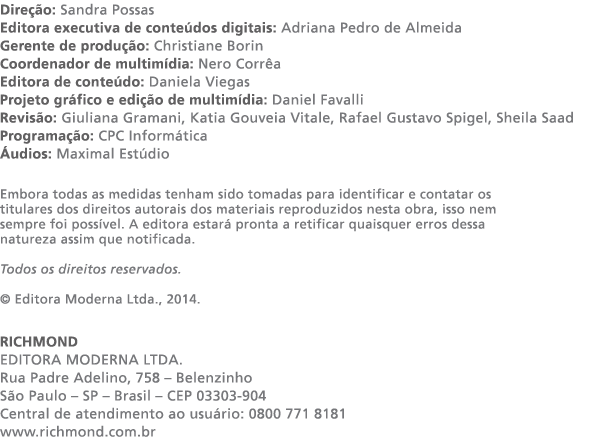 Direção: Sandra Possas
Editora executiva de conteúdos digitais: Adriana Pedro de Almeida
Gerente de produção: Christiane Borin
Coordenador de multimídia: Nero Corrêa
Editora de conteúdo: Daniela Viegas
Projeto gráfico e edição de multimídia: Daniel Favalli
Revisão: Giuliana Gramani, Katia Gouveia Vitale, Rafael Gustavo Spigel, Sheila Saad
Programação: CPC Informática
Áudios: Maximal Estúdio
Embora todas as medidas tenham sido tomadas para identificar e contatar os
titulares dos direitos autorais dos materiais reproduzidos nesta obra, isso nem
sempre foi possível. A editora estará pronta a retificar quaisquer erros dessa
natureza assim que notificada.
Todos os direitos reservados.
© Editora Moderna Ltda., 2014.
RICHMOND
EDITORA MODERNA LTDA.
Rua Padre Adelino, 758 – Belenzinho
São Paulo – SP – Brasil – CEP 03303-904
Central de atendimento ao usuário: 0800 771 8181
www.richmond.com.br